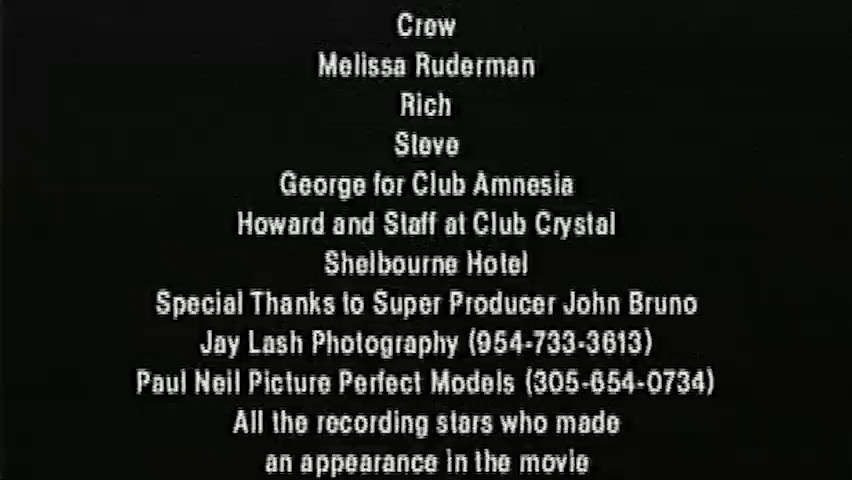 Crew
Melissa Ruderman
Rich
Steve
George for Club Amnesia
Howard and Staff at Club Crystal
Shelbourne Hotel
Special Thanks to Super Producer John Bruno
Jay Lash Photography (954-733-3613)
Paul Neil Picture Perfect Models (305-654-0734)
All the recording stars who made
an appearance in the movie